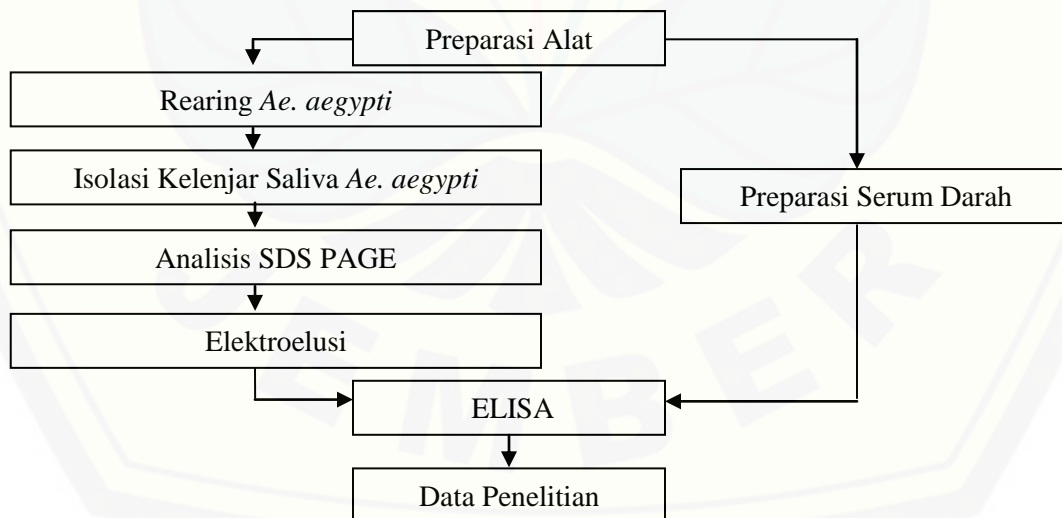 Preparasi Alat
Rearing Ae. aegypti
Isolasi Kelenjar Saliva Ae. aegypti
Preparasi Serum Darah
Analisis SDS PAGE
Elektroelusi
ELISA
Data Penelitian
JEMBER